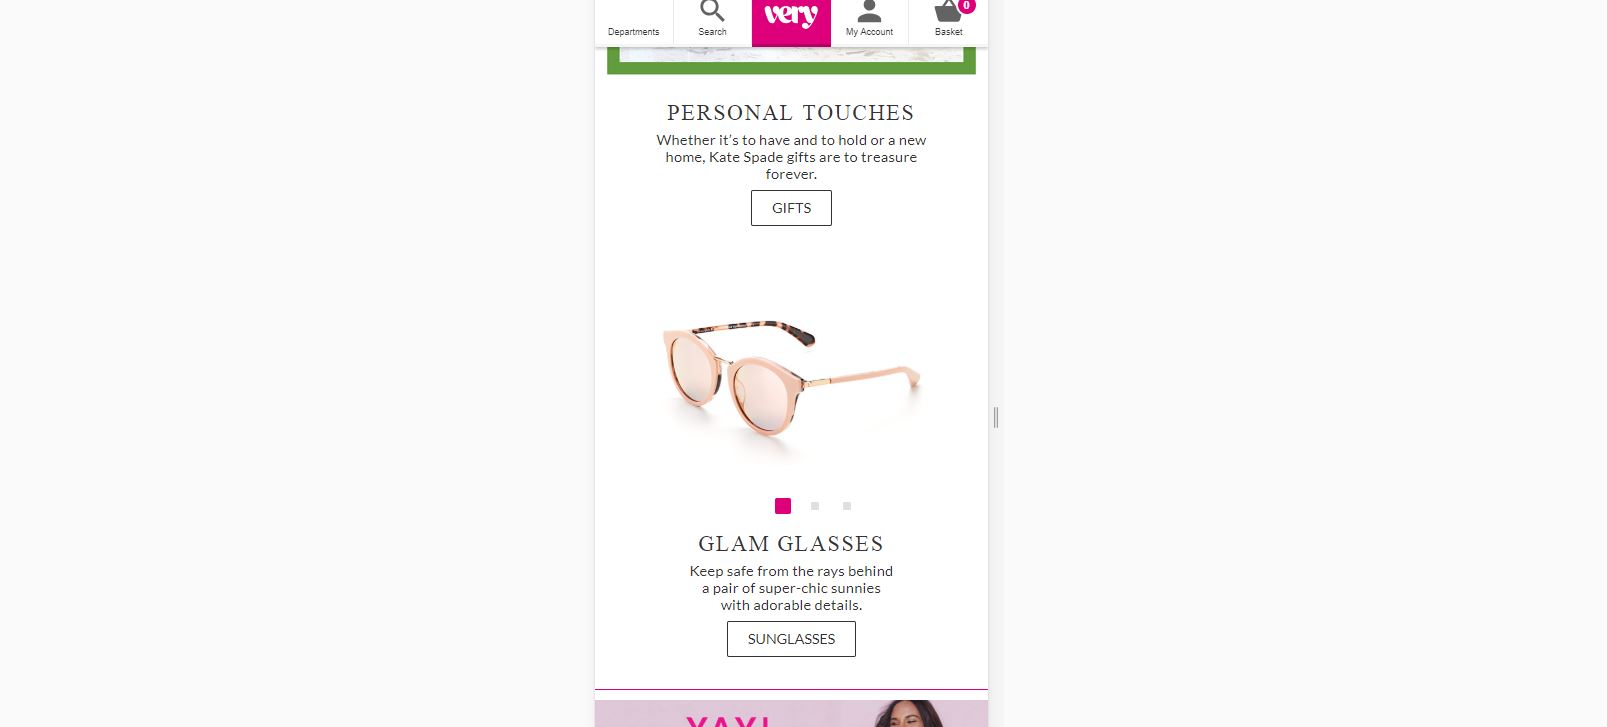 Departments
Search
very
My Account
0
Basket
PERSONAL TOUCHES
Whether it's to have and to hold or a new
home, Kate Spade gifts are to treasure
forever.
GIFTS
GLAM GLASSES
Keep safe from the rays behind
a pair of super-chic sunnies
with adorable details.
SUNGLASSES
YAY!